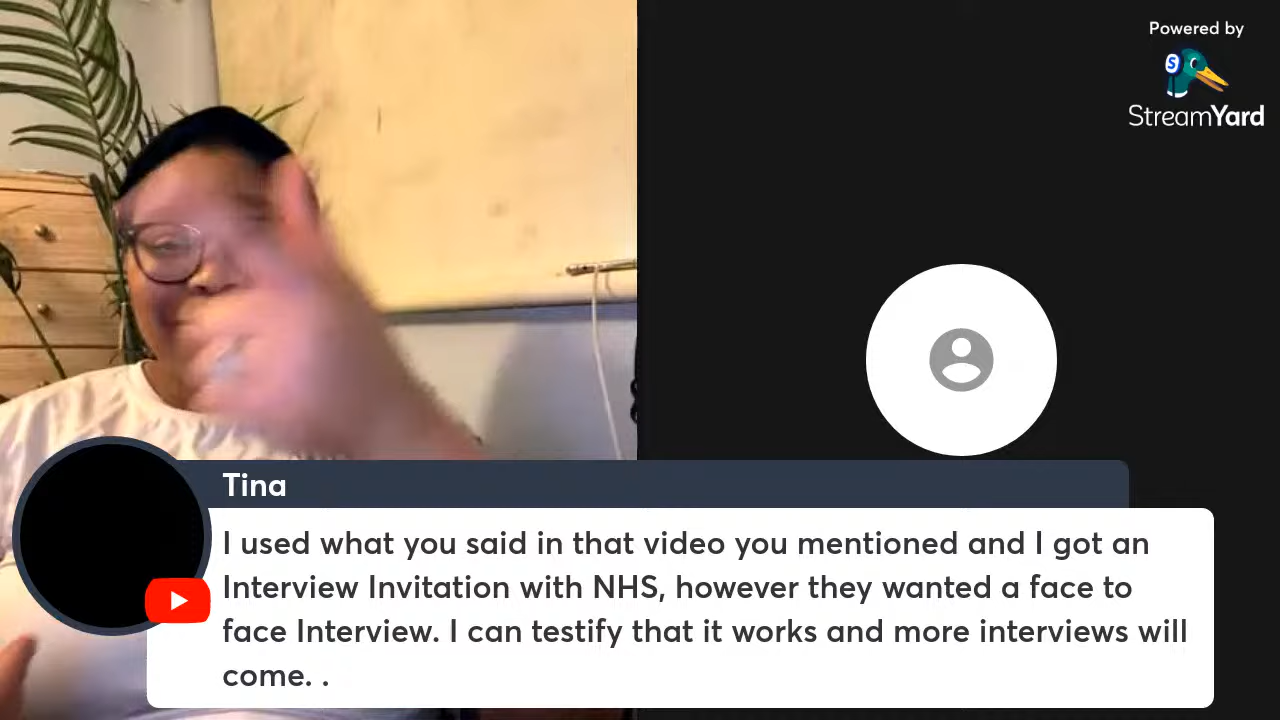 Powered by
S
StreamYard
Tina
I used what you said in that video you mentioned and I got an
Interview Invitation with NHS, however they wanted a face to
face Interview. I can testify that it works and more interviews will
come. .